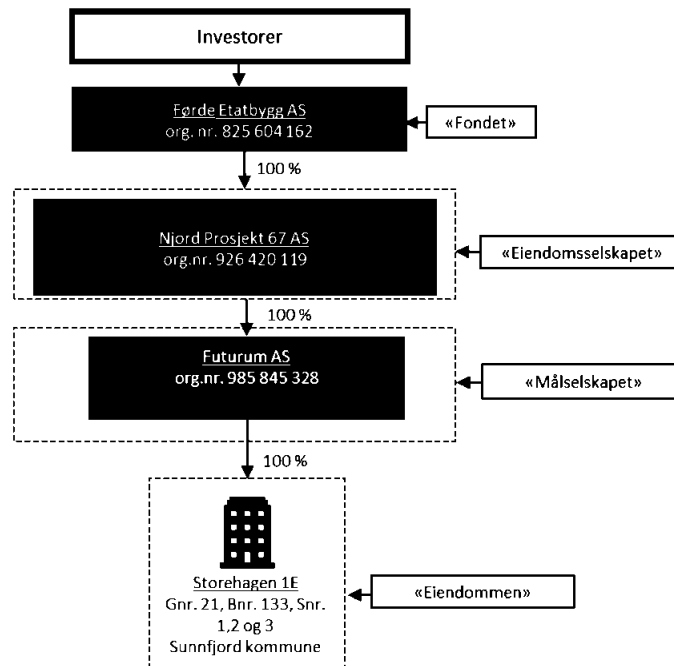 Investorer
Førde Etatbygg AS
org. nr. 825 604 162
«Fondet»
100 %
Njord Prosjekt 67 AS
org.nr. 926 420 119
«Eiendomsselskapet»
100 %
Futurum AS
org.nr. 985 845 328
«Målselskapet»
100 %
Storehagen 1E
Gnr. 21, Bnr. 133, Snr.
1,2 og 3
Sunnfjord kommune
«Eiendommen»